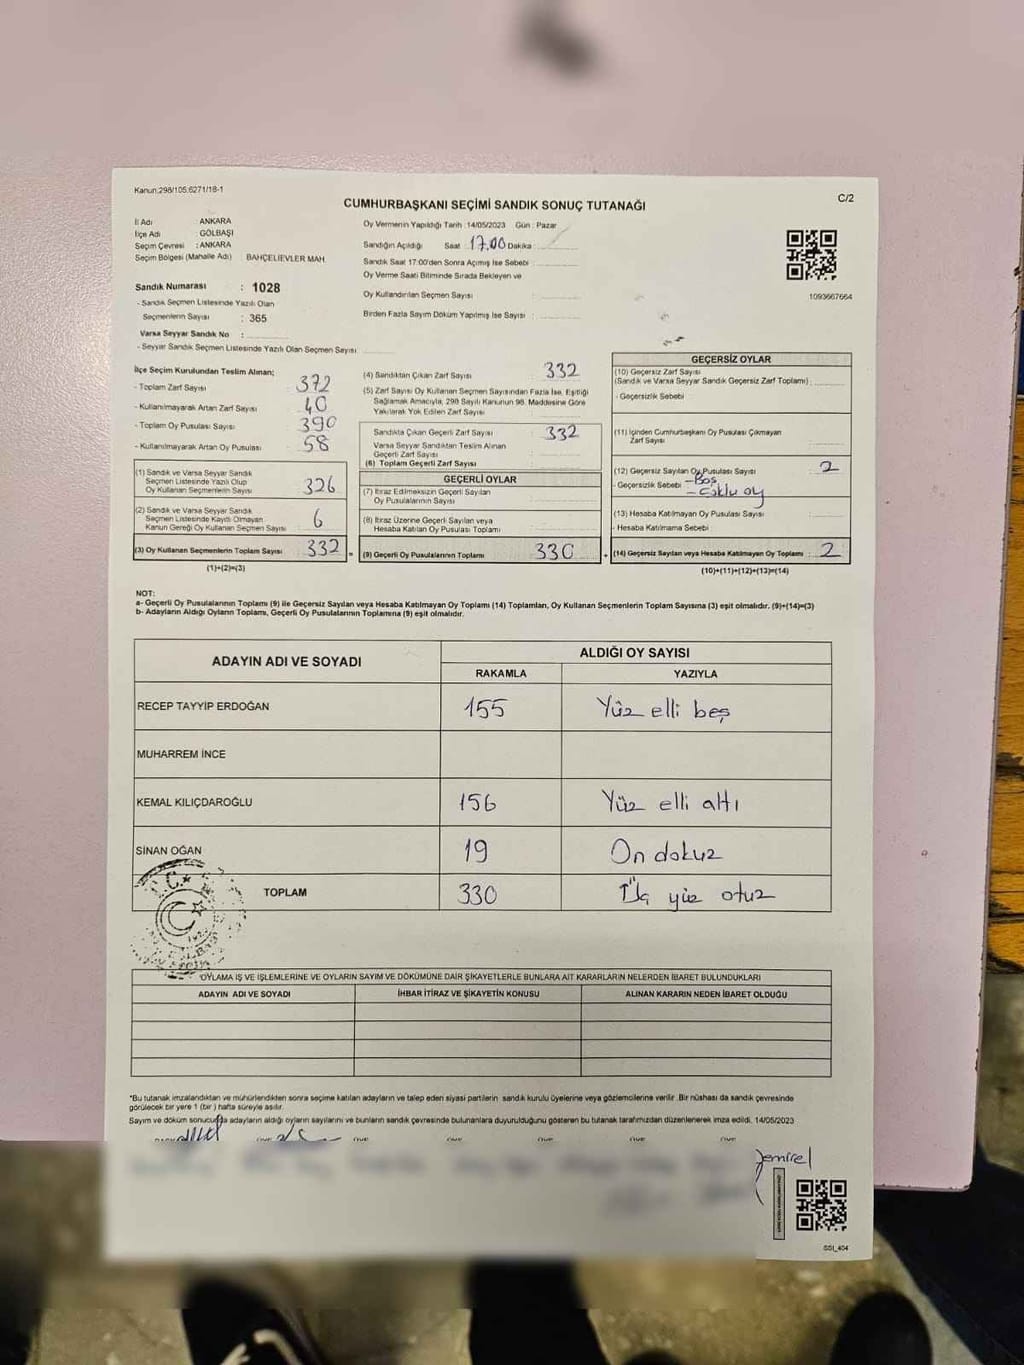 Kanun:298/105:6271/18-1
C/2
CUMHURBAŞKANI SEÇİMİ SANDIK SONUÇ TUTANAĞI
İl Adı ANKARA
İlçe Adı : GÖLBAŞI
Seçim Çevresi : ANKARA
Seçim Bölgesi (Mahalle Adı) BAHÇELİEVLER MAH.
Sandık Numarası : 1028
- Sandık Seçmen Listesinde Yazılı Olan
Seçmenlerin Sayısı : 365
Varsa Seyyar Sandık No :
- Seyyar Sandık Seçmen Listesinde Yazılı Olan Seçmen Sayısı
Oy Vermenin Yapıldığı Tarih :14/05/2023 Gün : Pazar
Sandığın Açıldığı Saat 17.00 Dakika :
Sandık Saat 17:00'den Sonra Açımış İse Sebebi :
Oy Verme Saati Bitiminde Sırada Bekleyen ve
Oy Kullandırılan Seçmen Sayısı :
Birden Fazla Sayım Döküm Yapılmış İse Sayısı :
1093667664
İlçe Seçim Kurulundan Teslim Alınan;
- Toplam Zarf Sayısı 372
- Kullanılmayarak Artan Zarf Sayısı 40
- Toplam Oy Pusulası Sayısı 390
- Kullanılmayarak Artan Oy Pusulası 58
(1) Sandık ve Varsa Seyyar Sandık
Seçmen Listesinde Yazılı Olup
Oy Kullanan Seçmenlerin Sayısı 326
(2) Sandık ve Varsa Seyyar Sandık
Seçmen Listesinde Kayıtlı Olmayan
Kanun Gereği Oy Kullanan Seçmen Sayısı 6
(3) Oy Kullanan Seçmenlerin Toplam Sayısı 332 =
(1)+(2)=(3)
(4) Sandıktan Çıkan Zarf Sayısı 332
(5) Zarf Sayısı Oy Kullanan Seçmen Sayısından Fazla İse, Eşitliği
Sağlamak Amacıyla, 298 Sayılı Kanunun 98. Maddesine Göre
Yakılarak Yok Edilen Zarf Sayısı
Sandıkta Çıkan Geçerli Zarf Sayısı 332
Varsa Seyyar Sandıktan Teslim Alınan
Geçerli Zarf Sayısı
(6) Toplam Geçerli Zarf Sayısı
GEÇERLİ OYLAR
(7) İtiraz Edilmeksizin Geçerli Sayılan
Oy Pusulalarının Sayısı
(8) İtiraz Üzerine Geçerli Sayılan veya
Hesaba Katılan Oy Pusulası Toplamı
(9) Geçerli Oy Pusulalarının Toplamı 330 +
GEÇERSİZ OYLAR
(10) Geçersiz Zarf Sayısı
(Sandık ve Varsa Seyyar Sandık Geçersiz Zarf Toplamı)
- Geçersizlik Sebebi
(11) İçinden Cumhurbaşkanı Oy Pusulası Çıkmayan
Zarf Sayısı
(12) Geçersiz Sayılan Oy Pusulası Sayısı 2
- Geçersizlik Sebebi - Boş
- Çoklu oy
(13) Hesaba Katılmayan Oy Pusulası Sayısı
- Hesaba Katılmama Sebebi
(14) Geçersiz Sayılan veya Hesaba Katılmayan Oy Toplamı 2
(10)+(11)+(12)+(13)=(14)
NOT:
a- Geçerli Oy Pusulalarının Toplamı (9) ile Geçersiz Sayılan veya Hesaba Katılmayan Oy Toplamı (14) Toplamları, Oy Kullanan Seçmenlerin Toplam Sayısına (3) eşit olmalıdır. (9)+(14)=(3)
b- Adayların Aldığı Oyların Toplamı, Geçerli Oy Pusulalarının Toplamına (9) eşit olmalıdır.
ADAYIN ADI VE SOYADI
ALDIĞI OY SAYISI
RAKAMLA YAZIYLA
RECEP TAYYİP ERDOĞAN 155 Yüz elli beş
MUHARREM İNCE
KEMAL KILIÇDAROĞLU 156 Yüz elli altı
SİNAN OĞAN 19 On dokuz
TOPLAM 330 Üç yüz otuz
T.C.
OYLAMA İŞ VE İŞLEMLERİNE VE OYLARIN SAYIM VE DÖKÜMÜNE DAİR ŞİKAYETLERLE BUNLARA AİT KARARLARIN NELERDEN İBARET BULUNDUKLARI
ADAYIN ADI VE SOYADI İHBAR İTİRAZ VE ŞİKAYETİN KONUSU ALINAN KARARIN NEDEN İBARET OLDUĞU
*Bu tutanak imzalandıktan ve mühürlendikten sonra seçime katılan adayların ve talep eden siyasi partilerin sandık kurulu üyelerine veya gözlemcilerine verilir .Bir nüshası da sandık çevresinde
görülecek bir yere 1 (bir ) hafta süreyle asılır.
Sayım ve döküm sonucunda adayların aldığı oyların sayılarını ve bunların sandık çevresinde bulunanlara duyurulduğunu gösteren bu tutanak tarafımızdan düzenlenerek imza edildi. 14/05/2023